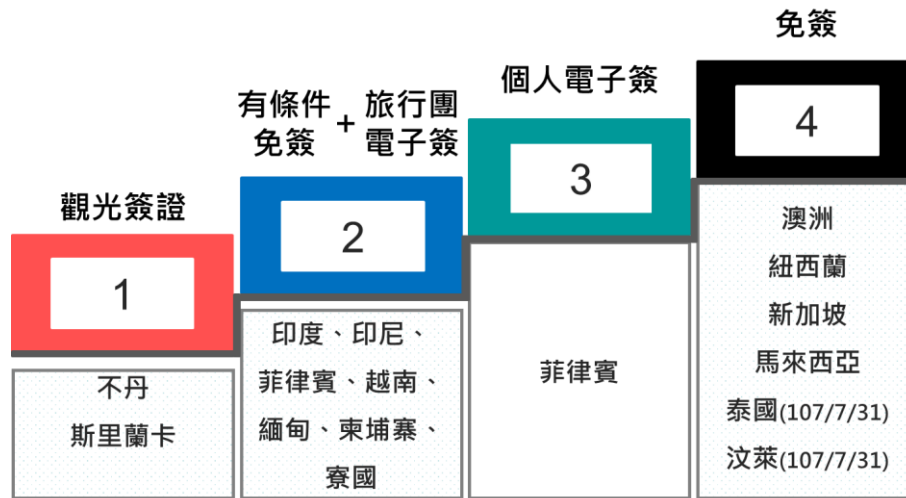 觀光簽證
1
不丹
斯里蘭卡
有條件 + 旅行團
免簽 電子簽
2
印度、印尼、
菲律賓、越南、
緬甸、柬埔寨、
寮國
個人電子簽
3
菲律賓
免簽
4
澳洲
紐西蘭
新加坡
馬來西亞
泰國(107/7/31)
汶萊(107/7/31)